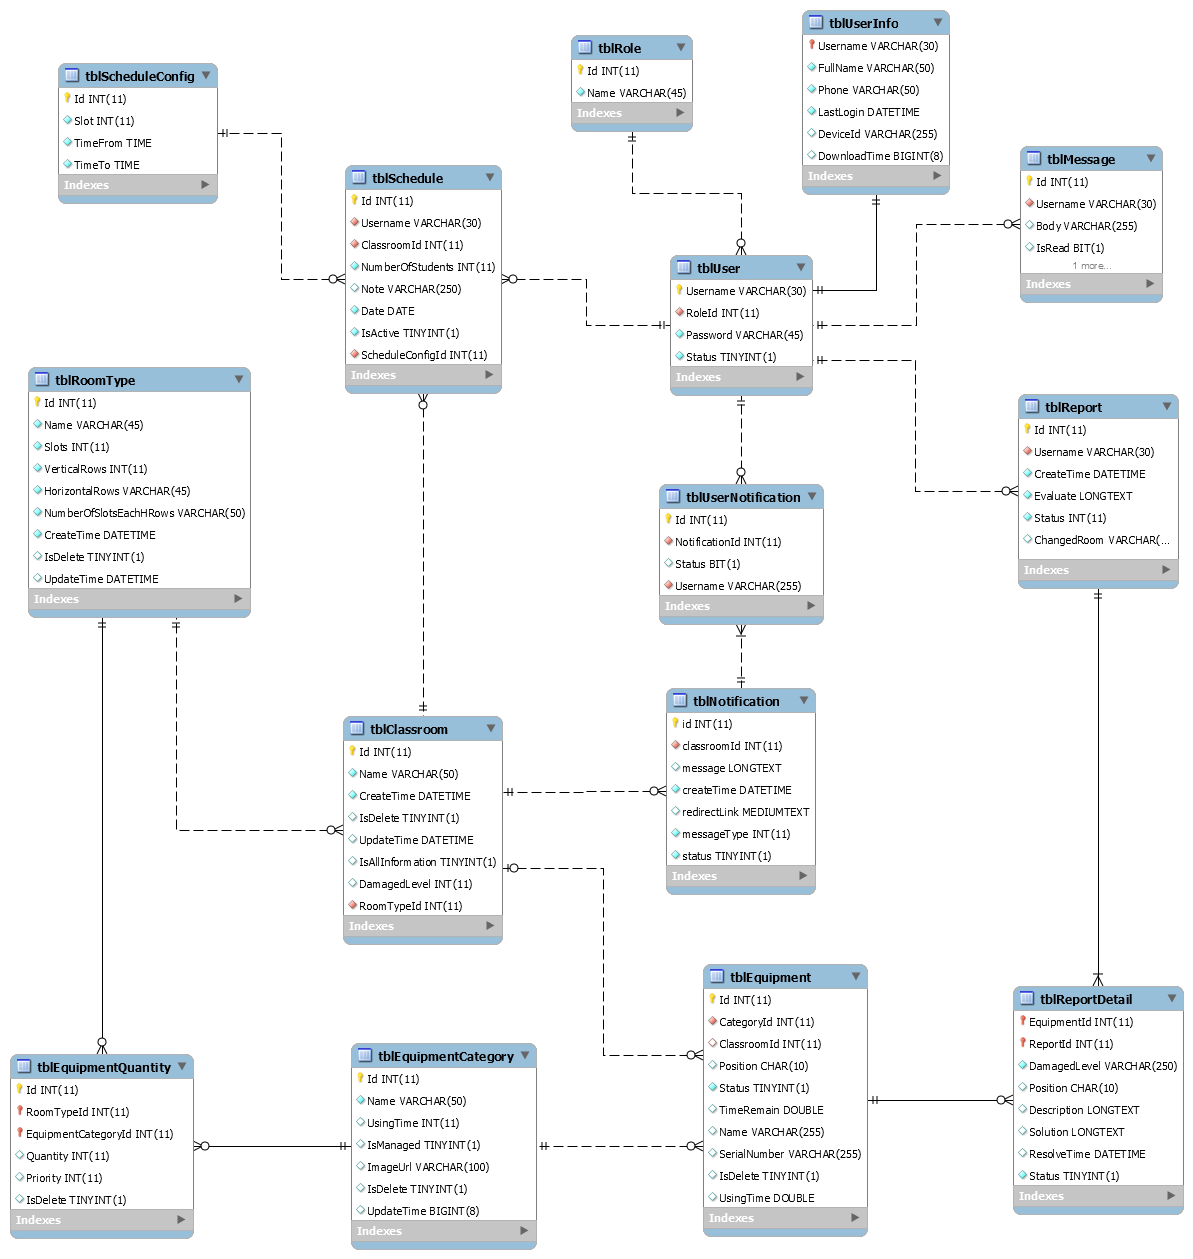 tblScheduleConfig
Id INT(11)
Slot INT(11)
TimeFrom TIME
TimeTo TIME
Indexes
tblRole
Id INT(11)
Name VARCHAR(45)
Indexes
tblUserInfo
Username VARCHAR(30)
FullName VARCHAR(50)
Phone VARCHAR(50)
LastLogin DATETIME
DeviceId VARCHAR(255)
DownloadTime BIGINT(8)
Indexes
tblMessage
Id INT(11)
Username VARCHAR(30)
Body VARCHAR(255)
IsRead BIT(1)
1 more...
Indexes
tblSchedule
Id INT(11)
Username VARCHAR(30)
ClassroomId INT(11)
NumberOfStudents INT(11)
Note VARCHAR(250)
Date DATE
IsActive TINYINT(1)
ScheduleConfigId INT(11)
Indexes
tblUser
Username VARCHAR(30)
RoleId INT(11)
Password VARCHAR(45)
Status TINYINT(1)
Indexes
tblRoomType
Id INT(11)
Name VARCHAR(45)
Slots INT(11)
VerticalRows INT(11)
HorizontalRows VARCHAR(45)
NumberOfSlotsEachHRows VARCHAR(50)
CreateTime DATETIME
IsDelete TINYINT(1)
UpdateTime DATETIME
Indexes
tblReport
Id INT(11)
Username VARCHAR(30)
CreateTime DATETIME
Evaluate LONGTEXT
Status INT(11)
ChangedRoom VARCHAR(...
Indexes
tblUserNotification
Id INT(11)
NotificationId INT(11)
Status BIT(1)
Username VARCHAR(255)
Indexes
tblClassroom
Id INT(11)
Name VARCHAR(50)
CreateTime DATETIME
IsDelete TINYINT(1)
UpdateTime DATETIME
IsAllInformation TINYINT(1)
DamagedLevel INT(11)
RoomTypeId INT(11)
Indexes
tblNotification
id INT(11)
classroomId INT(11)
message LONGTEXT
createTime DATETIME
redirectLink MEDIUMTEXT
messageType INT(11)
status TINYINT(1)
Indexes
tblEquipmentQuantity
Id INT(11)
RoomTypeId INT(11)
EquipmentCategoryId INT(11)
Quantity INT(11)
Priority INT(11)
IsDelete TINYINT(1)
Indexes
tblEquipmentCategory
Id INT(11)
Name VARCHAR(50)
UsingTime INT(11)
IsManaged TINYINT(1)
ImageUrl VARCHAR(100)
IsDelete TINYINT(1)
UpdateTime BIGINT(8)
Indexes
tblEquipment
Id INT(11)
CategoryId INT(11)
ClassroomId INT(11)
Position CHAR(10)
Status TINYINT(1)
TimeRemain DOUBLE
Name VARCHAR(255)
SerialNumber VARCHAR(255)
IsDelete TINYINT(1)
UsingTime DOUBLE
Indexes
tblReportDetail
EquipmentId INT(11)
ReportId INT(11)
DamagedLevel VARCHAR(250)
Position CHAR(10)
Description LONGTEXT
Solution LONGTEXT
ResolveTime DATETIME
Status TINYINT(1)
Indexes